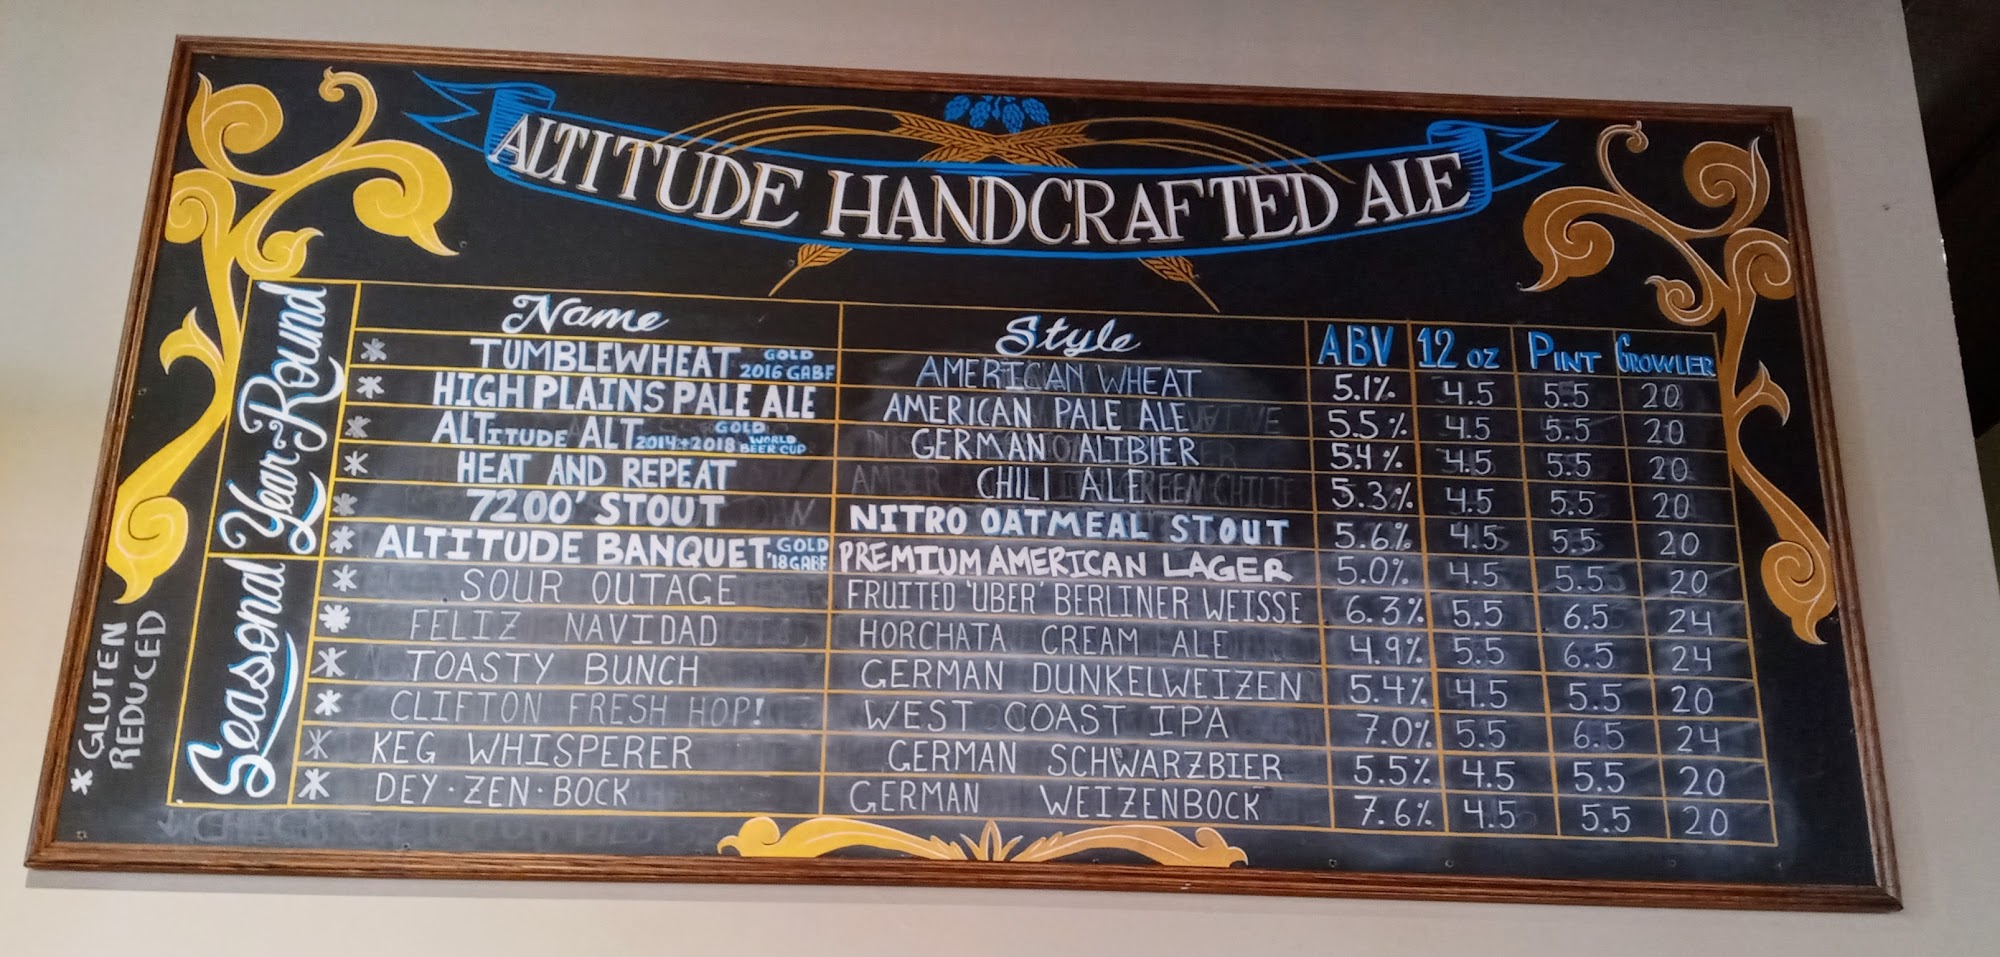 ALTITUDE HANDCRAFTED ALE
Name Style ABV 12 oz PINT GROWLER
Year-Round
* TUMBLEWHEAT GOLD 2016 GABF AMERICAN WHEAT 5.1% 4.5 5.5 20
* HIGH PLAINS PALE ALE AMERICAN PALE ALE 5.5% 4.5 5.5 20
* ALTITUDE ALT GOLD 2014+2018 WORLD BEER CUP GERMAN ALTBIER 5.4% 4.5 5.5 20
* HEAT AND REPEAT CHILI ALE 5.3% 4.5 5.5 20
* 7200' STOUT NITRO OATMEAL STOUT 5.6% 4.5 5.5 20
* ALTITUDE BANQUET GOLD '18 GABF PREMIUM AMERICAN LAGER 5.0% 4.5 5.5 20
Seasonal
* SOUR OUTAGE FRUITED 'UBER' BERLINER WEISSE 6.3% 5.5 6.5 24
* FELIZ NAVIDAD HORCHATA CREAM ALE 4.9% 5.5 6.5 24
* TOASTY BUNCH GERMAN DUNKELWEIZEN 5.4% 4.5 5.5 20
* CLIFTON FRESH HOP! WEST COAST IPA 7.0% 5.5 6.5 24
* KEG WHISPERER GERMAN SCHWARZBIER 5.5% 4.5 5.5 20
* DEY·ZEN·BOCK GERMAN WEIZENBOCK 7.6% 4.5 5.5 20
* GLUTEN
REDUCED